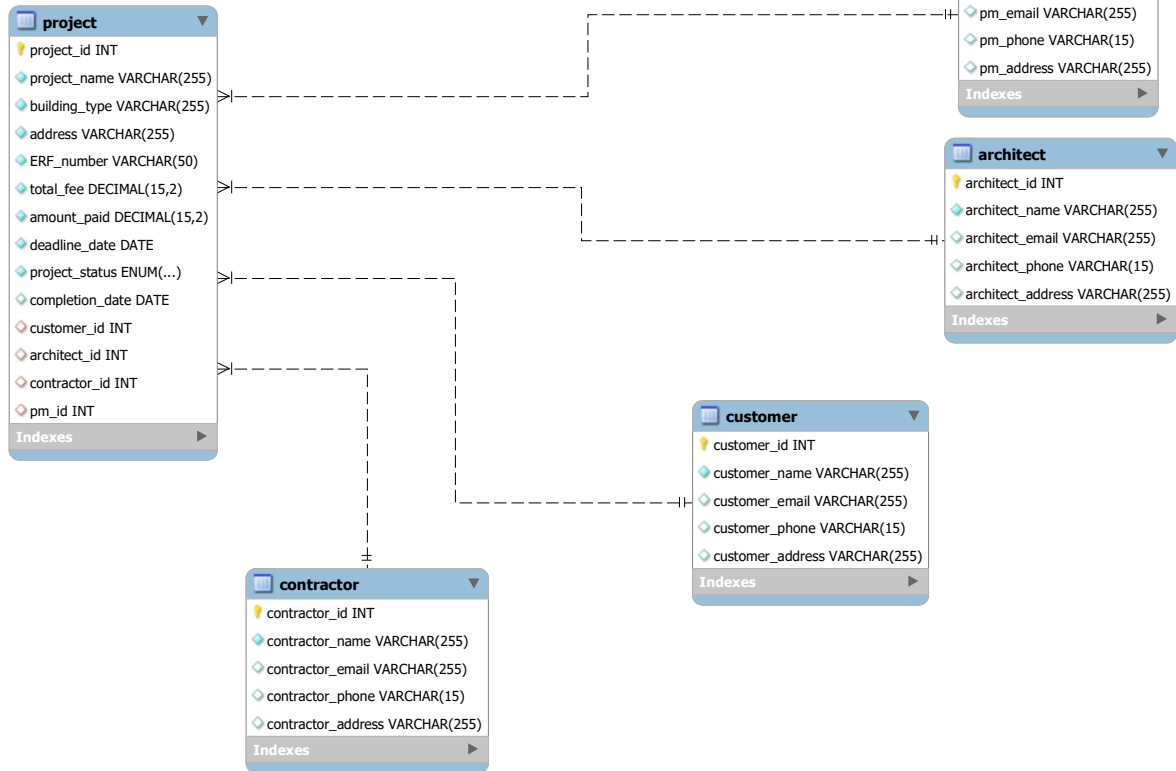 project
project_id INT
project_name VARCHAR(255)
building_type VARCHAR(255)
address VARCHAR(255)
ERF_number VARCHAR(50)
total_fee DECIMAL(15,2)
amount_paid DECIMAL(15,2)
deadline_date DATE
project_status ENUM(...)
completion_date DATE
customer_id INT
architect_id INT
contractor_id INT
pm_id INT
Indexes
pm_email VARCHAR(255)
pm_phone VARCHAR(15)
pm_address VARCHAR(255)
Indexes
architect
architect_id INT
architect_name VARCHAR(255)
architect_email VARCHAR(255)
architect_phone VARCHAR(15)
architect_address VARCHAR(255)
Indexes
customer
customer_id INT
customer_name VARCHAR(255)
customer_email VARCHAR(255)
customer_phone VARCHAR(15)
customer_address VARCHAR(255)
Indexes
contractor
contractor_id INT
contractor_name VARCHAR(255)
contractor_email VARCHAR(255)
contractor_phone VARCHAR(15)
contractor_address VARCHAR(255)
Indexes